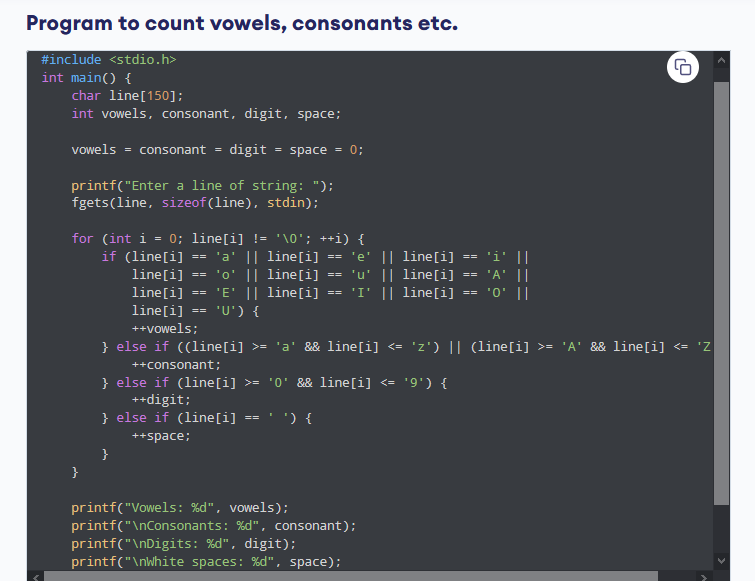 Program to count vowels, consonants etc.
#include <stdio.h>
int main() {
    char line[150];
    int vowels, consonant, digit, space;

    vowels = consonant = digit = space = 0;

    printf("Enter a line of string: ");
    fgets(line, sizeof(line), stdin);

    for (int i = 0; line[i] != '\0'; ++i) {
        if (line[i] == 'a' || line[i] == 'e' || line[i] == 'i' ||
            line[i] == 'o' || line[i] == 'u' || line[i] == 'A' ||
            line[i] == 'E' || line[i] == 'I' || line[i] == 'O' ||
            line[i] == 'U') {
            ++vowels;
        } else if ((line[i] >= 'a' && line[i] <= 'z') || (line[i] >= 'A' && line[i] <= 'Z
            ++consonant;
        } else if (line[i] >= '0' && line[i] <= '9') {
            ++digit;
        } else if (line[i] == ' ') {
            ++space;
        }
    }

    printf("Vowels: %d", vowels);
    printf("\nConsonants: %d", consonant);
    printf("\nDigits: %d", digit);
    printf("\nWhite spaces: %d", space);